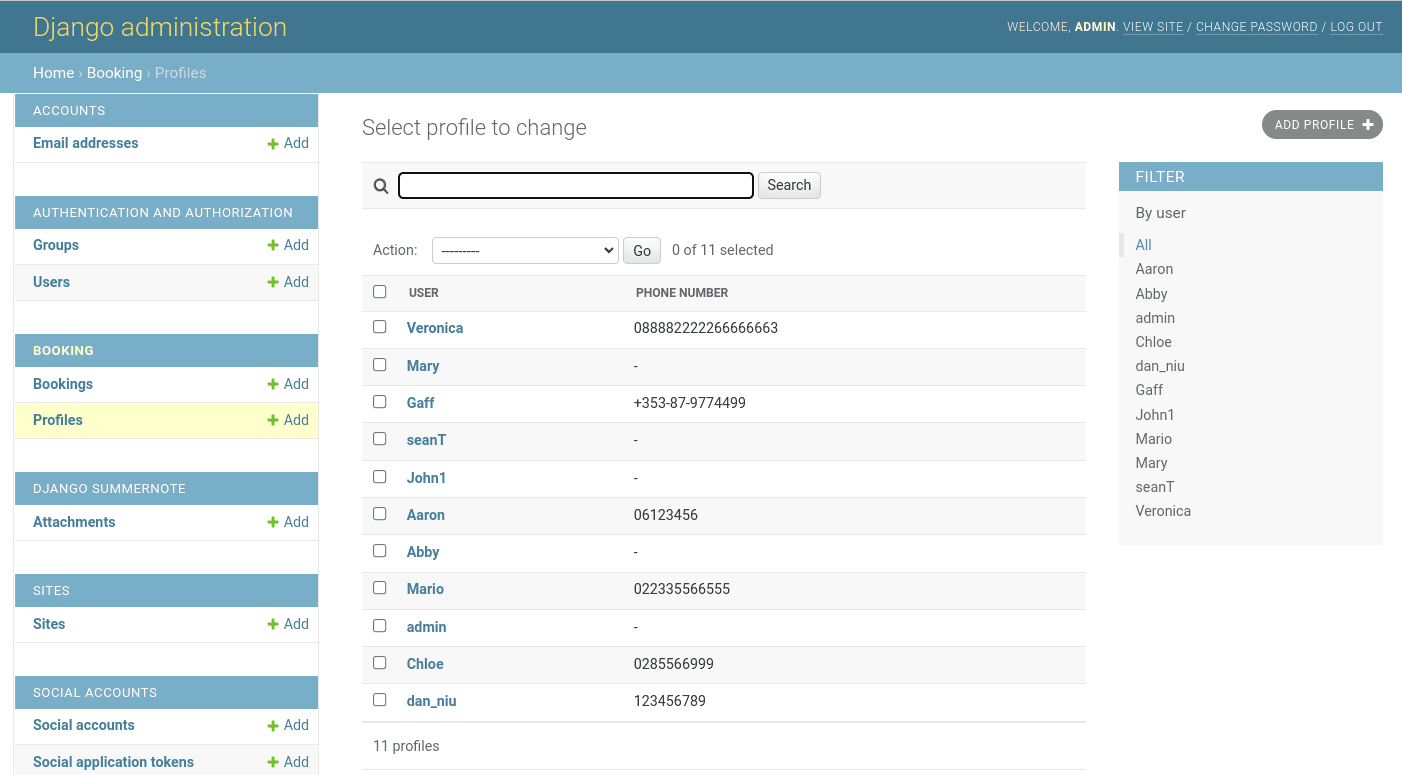 Django administration
WELCOME, ADMIN. VIEW SITE / CHANGE PASSWORD / LOG OUT
Home › Booking › Profiles
ACCOUNTS
Email addresses Add
AUTHENTICATION AND AUTHORIZATION
Groups Add
Users Add
BOOKING
Bookings Add
Profiles Add
DJANGO SUMMERNOTE
Attachments Add
SITES
Sites Add
SOCIAL ACCOUNTS
Social accounts Add
Social application tokens Add
Select profile to change
ADD PROFILE
Search
Action: --------- Go 0 of 11 selected
USER PHONE NUMBER
Veronica 088882222266666663
Mary -
Gaff +353-87-9774499
seanT -
John1 -
Aaron 06123456
Abby -
Mario 022335566555
admin -
Chloe 0285566999
dan_niu 123456789
11 profiles
FILTER
By user
All
Aaron
Abby
admin
Chloe
dan_niu
Gaff
John1
Mario
Mary
seanT
Veronica